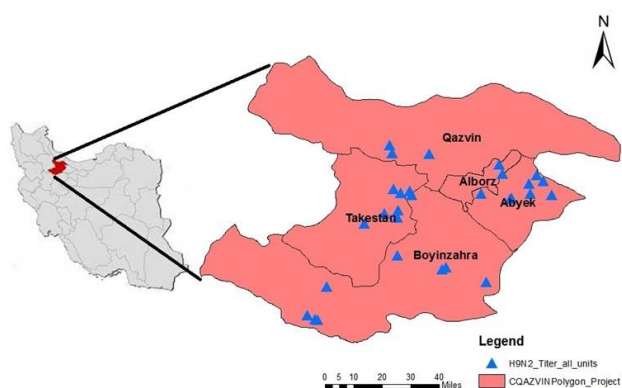 N
Qazvin
Alborz
Abyek
Takestan
Boyinzahra
Legend
H9N2_Titer_all_units
CQAZVINPolygon_Project
0 5 10 20 30 40
Miles